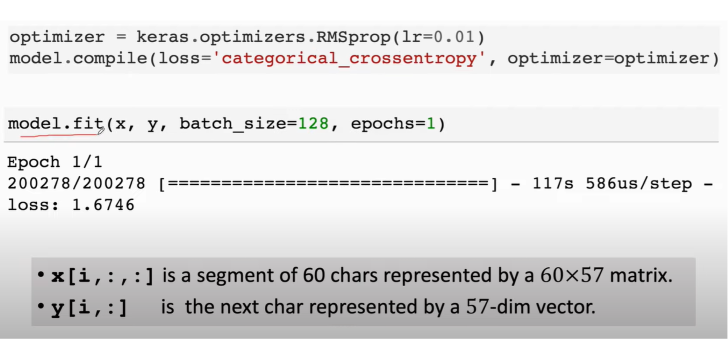 optimizer = keras.optimizers.RMSprop(lr=0.01)
model.compile(loss='categorical_crossentropy', optimizer=optimizer)
model.fit(x, y, batch_size=128, epochs=1)
Epoch 1/1
200278/200278 [==============================] - 117s 586us/step -
loss: 1.6746
• x[i,:,:] is a segment of 60 chars represented by a 60×57 matrix.
• y[i,:] is the next char represented by a 57-dim vector.